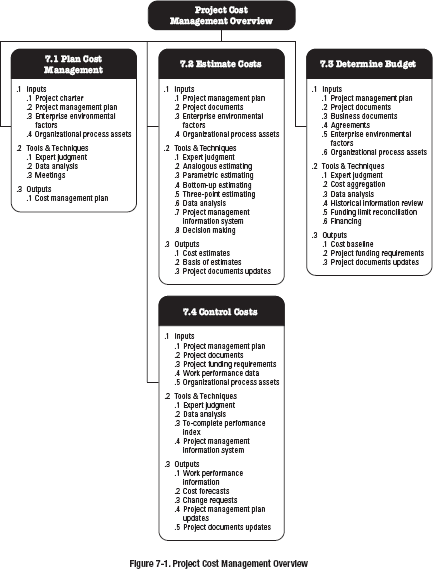 Project Cost
Management Overview
7.1 Plan Cost
Management
.1 Inputs
.1 Project charter
.2 Project management plan
.3 Enterprise environmental
factors
.4 Organizational process assets
.2 Tools & Techniques
.1 Expert judgment
.2 Data analysis
.3 Meetings
.3 Outputs
.1 Cost management plan
7.2 Estimate Costs
.1 Inputs
.1 Project management plan
.2 Project documents
.3 Enterprise environmental
factors
.4 Organizational process assets
.2 Tools & Techniques
.1 Expert judgment
.2 Analogous estimating
.3 Parametric estimating
.4 Bottom-up estimating
.5 Three-point estimating
.6 Data analysis
.7 Project management
information system
.8 Decision making
.3 Outputs
.1 Cost estimates
.2 Basis of estimates
.3 Project documents updates
7.3 Determine Budget
.1 Inputs
.1 Project management plan
.2 Project documents
.3 Business documents
.4 Agreements
.5 Enterprise environmental
factors
.6 Organizational process assets
.2 Tools & Techniques
.1 Expert judgment
.2 Cost aggregation
.3 Data analysis
.4 Historical information review
.5 Funding limit reconciliation
.6 Financing
.3 Outputs
.1 Cost baseline
.2 Project funding requirements
.3 Project documents updates
7.4 Control Costs
.1 Inputs
.1 Project management plan
.2 Project documents
.3 Project funding requirements
.4 Work performance data
.5 Organizational process assets
.2 Tools & Techniques
.1 Expert judgment
.2 Data analysis
.3 To-complete performance
index
.4 Project management
information system
.3 Outputs
.1 Work performance
information
.2 Cost forecasts
.3 Change requests
.4 Project management plan
updates
.5 Project documents updates
Figure 7-1. Project Cost Management Overview